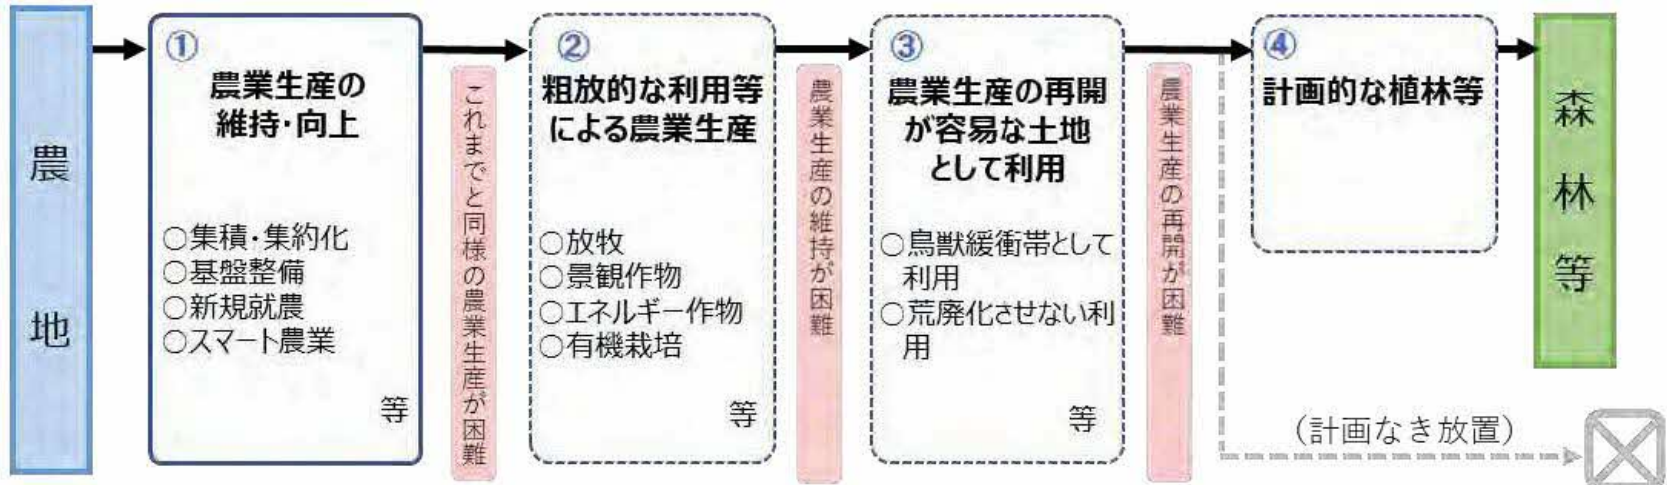 農地
①
農業生産の
維持・向上
○集積・集約化
○基盤整備
○新規就農
○スマート農業
等
これまでと同様の農業生産が困難
②
粗放的な利用等
による農業生産
○放牧
○景観作物
○エネルギー作物
○有機栽培
等
農業生産の維持が困難
③
農業生産の再開
が容易な土地
として利用
○鳥獣緩衝帯として
利用
○荒廃化させない利
用
等
農業生産の再開が困難
④
計画的な植林等
森林等
（計画なき放置）